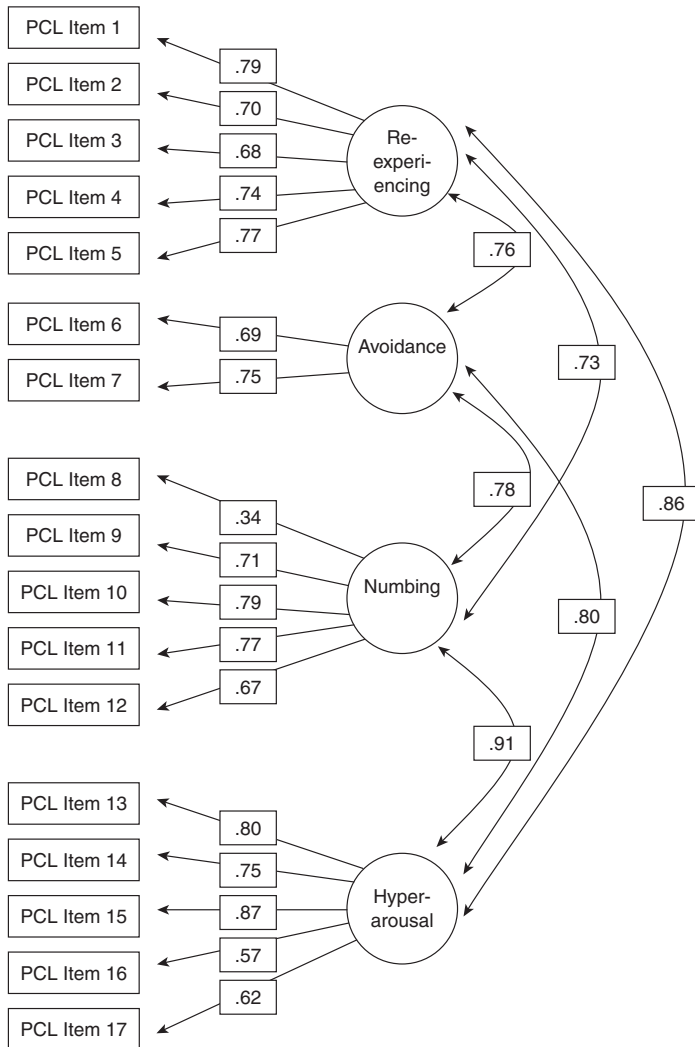 PCL Item 1
.79
PCL Item 2
.70
PCL Item 3
.68
Re-
experi-
encing
PCL Item 4
.74
PCL Item 5
.77
.76
PCL Item 6
.69
Avoidance
PCL Item 7
.75
.73
PCL Item 8
.34
.78
.86
PCL Item 9
.71
PCL Item 10
.79
Numbing
.80
PCL Item 11
.77
PCL Item 12
.67
.91
PCL Item 13
.80
PCL Item 14
.75
PCL Item 15
.87
Hyper-
arousal
PCL Item 16
.57
PCL Item 17
.62